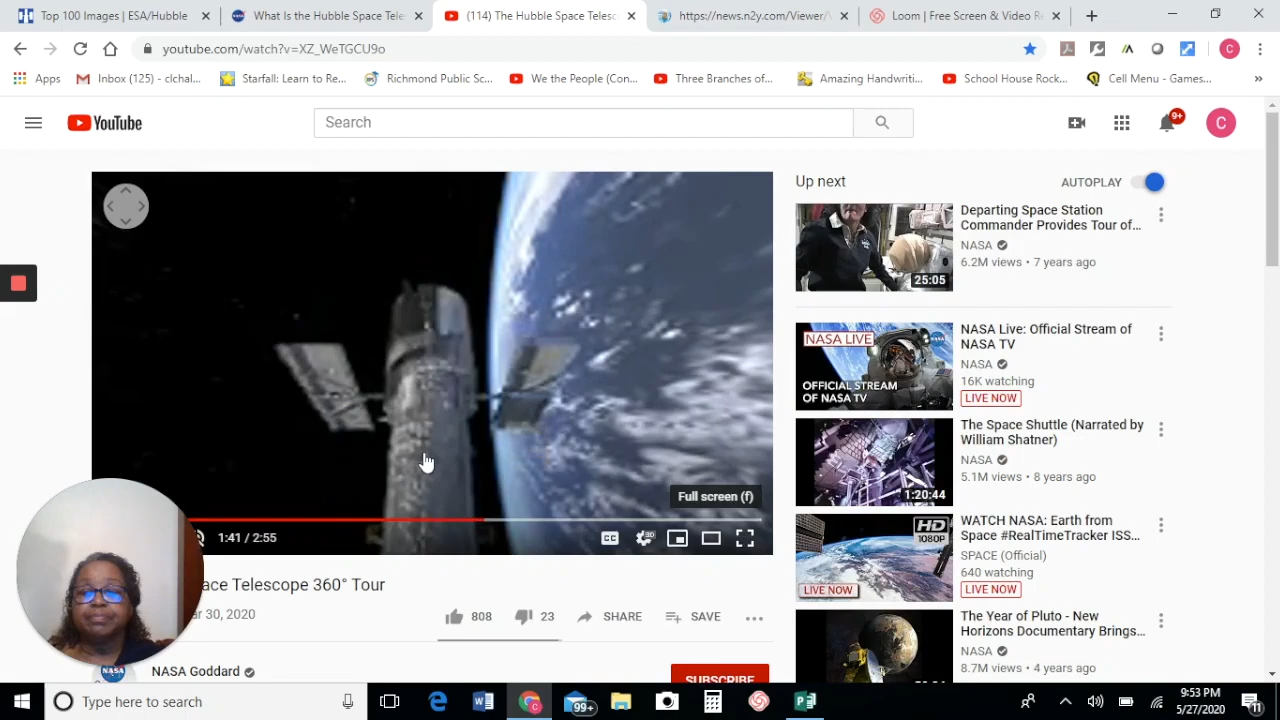 Top 100 Images | ESA/Hubble
What Is the Hubble Space Tele
(114) The Hubble Space Telesc
https://news.n2y.com/Viewer/
Loom | Free Screen & Video Re
youtube.com/watch?v=XZ_WeTGCU9o
C
Apps
Inbox (125) - clchal...
Starfall: Learn to Re...
Richmond Public Sc...
We the People (Con...
Three Branches of...
Amazing Handwriti...
School House Rock...
Cell Menu - Games...
»
YouTube
Search
9+
C
Up next
AUTOPLAY
Departing Space Station
Commander Provides Tour of...
NASA
6.2M views • 7 years ago
25:05
NASA LIVE
OFFICIAL STREAM
OF NASA TV
NASA Live: Official Stream of
NASA TV
NASA
16K watching
LIVE NOW
The Space Shuttle (Narrated by
William Shatner)
NASA
5.1M views • 8 years ago
1:20:44
HD
1080P
LIVE NOW
WATCH NASA: Earth from
Space #RealTimeTracker ISS...
SPACE (Official)
640 watching
LIVE NOW
The Year of Pluto - New
Horizons Documentary Brings...
NASA
8.7M views • 4 years ago
Full screen (f)
1:41 / 2:55
CC
3D
ace Telescope 360° Tour
ar 30, 2020
808
23
SHARE
SAVE
NASA
NASA Goddard
SUBSCRIBE
Type here to search
99+
9:53 PM
5/27/2020
11